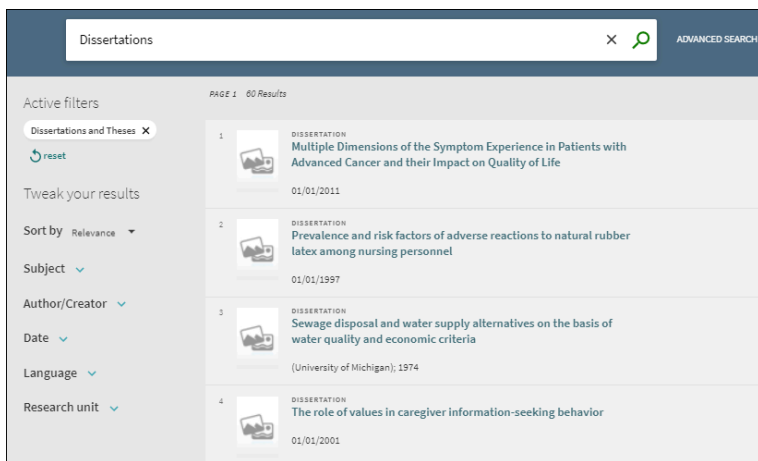 Dissertations
ADVANCED SEARCH
Active filters
Dissertations and Theses
reset
Tweak your results
Sort by Relevance
Subject
Author/Creator
Date
Language
Research unit
PAGE 1 60 Results
1
DISSERTATION
Multiple Dimensions of the Symptom Experience in Patients with
Advanced Cancer and their Impact on Quality of Life
01/01/2011
2
DISSERTATION
Prevalence and risk factors of adverse reactions to natural rubber
latex among nursing personnel
01/01/1997
3
DISSERTATION
Sewage disposal and water supply alternatives on the basis of
water quality and economic criteria
(University of Michigan); 1974
4
DISSERTATION
The role of values in caregiver information-seeking behavior
01/01/2001